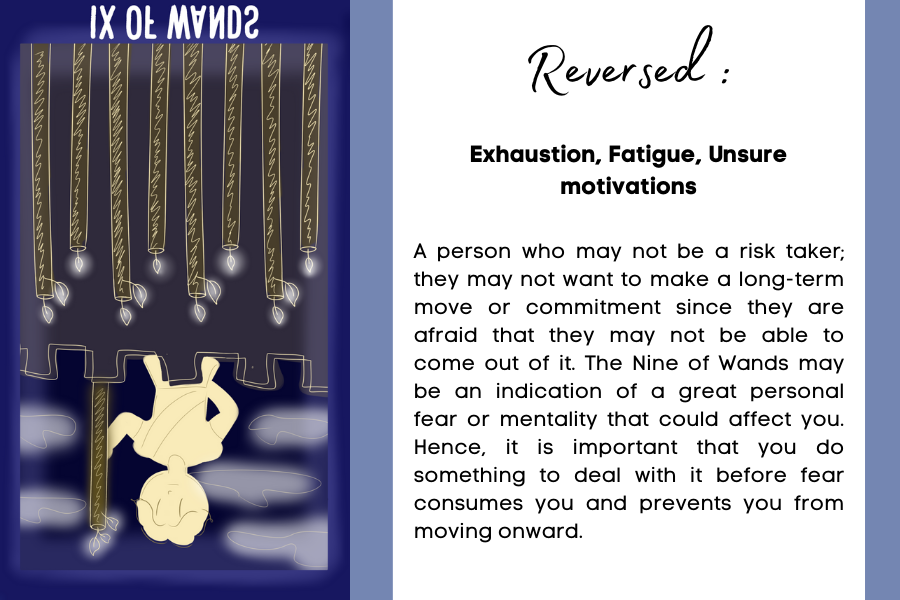 IX OF WANDS
Reversed :
Exhaustion, Fatigue, Unsure
motivations
A person who may not be a risk taker;
they may not want to make a long-term
move or commitment since they are
afraid that they may not be able to
come out of it. The Nine of Wands may
be an indication of a great personal
fear or mentality that could affect you.
Hence, it is important that you do
something to deal with it before fear
consumes you and prevents you from
moving onward.